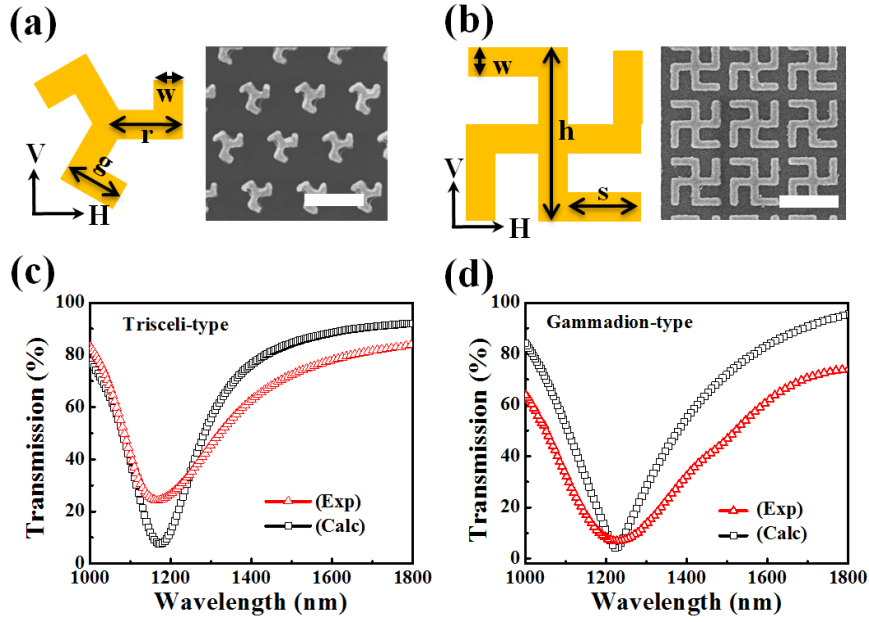 (a)
w
r
g
V
H
(b)
w
h
s
V
H
(c)
100
80
60
40
20
0
Transmission (%)
Trisceli-type
(Exp)
(Calc)
1000 1200 1400 1600 1800
Wavelength (nm)
(d)
100
80
60
40
20
0
Transmission (%)
Gammadion-type
(Exp)
(Calc)
1000 1200 1400 1600 1800
Wavelength (nm)